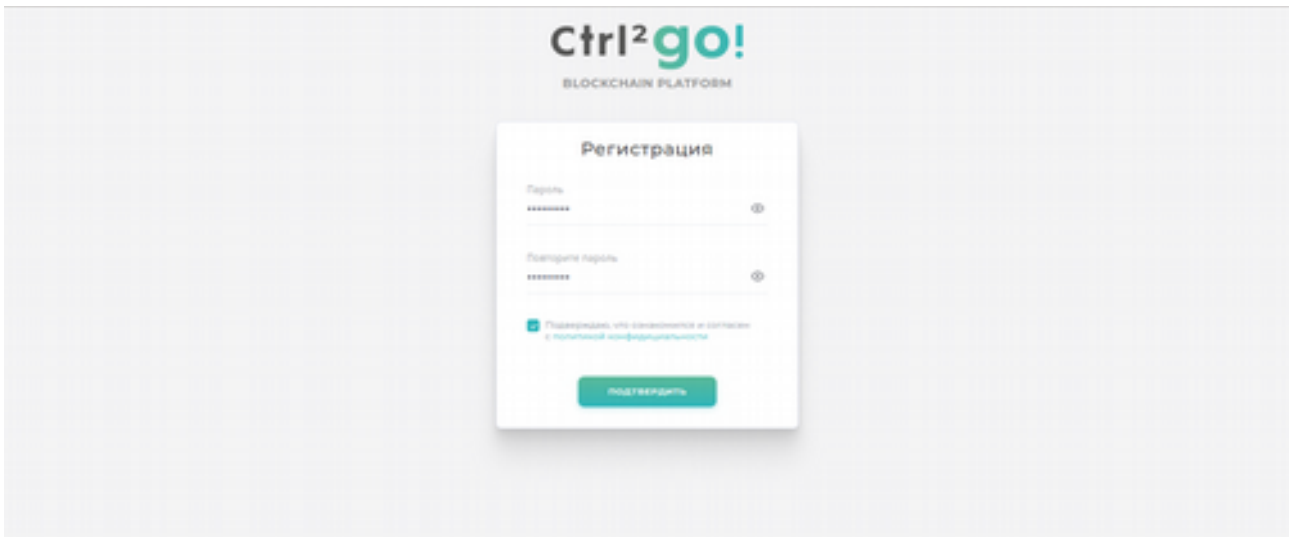 Ctrl²go!
BLOCKCHAIN PLATFORM
Регистрация
Пароль
•••••••••
Повторите пароль
•••••••••
Подтверждаю, что ознакомился и согласен
с политикой конфиденциальности
ПОДТВЕРДИТЬ